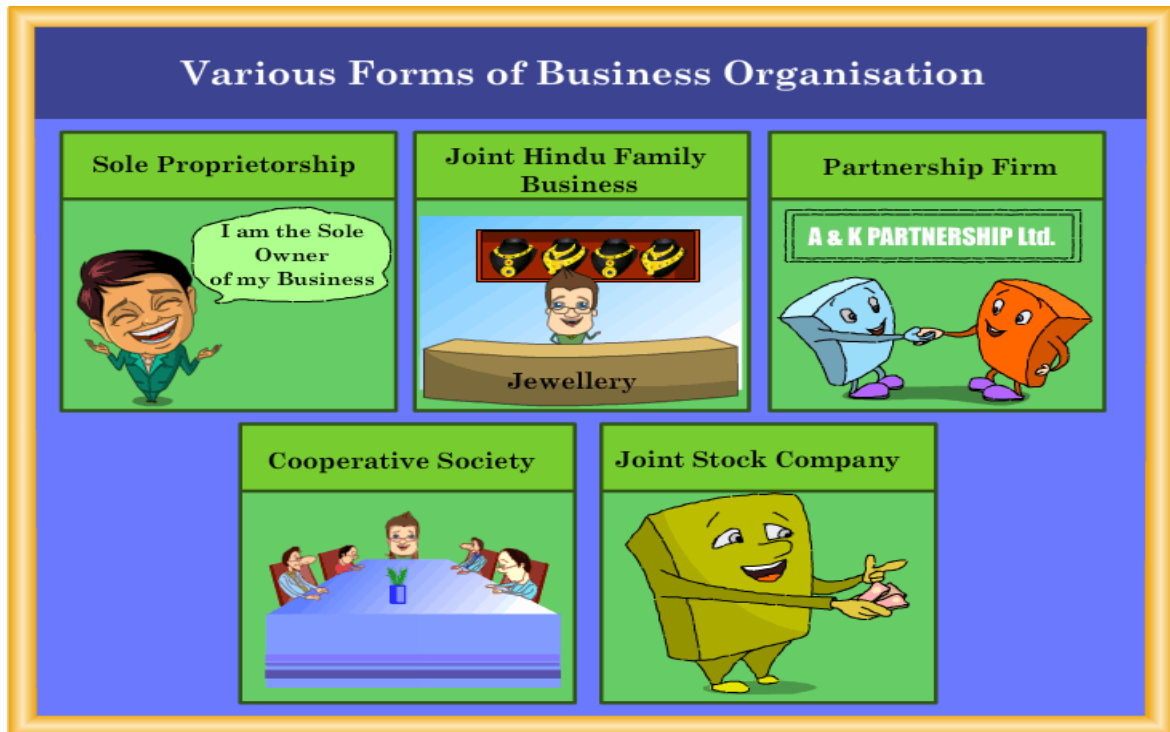 Various Forms of Business Organisation
Sole Proprietorship
I am the Sole
Owner
of my Business
Joint Hindu Family
Business
Jewellery
Partnership Firm
A & K PARTNERSHIP Ltd.
Cooperative Society
Joint Stock Company